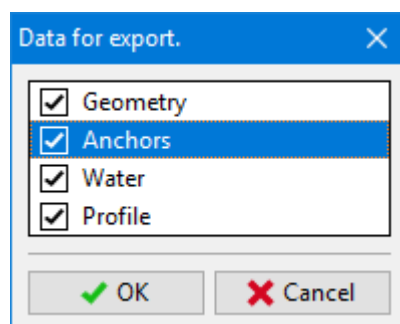 Data for export.
Geometry
Anchors
Water
Profile
OK Cancel